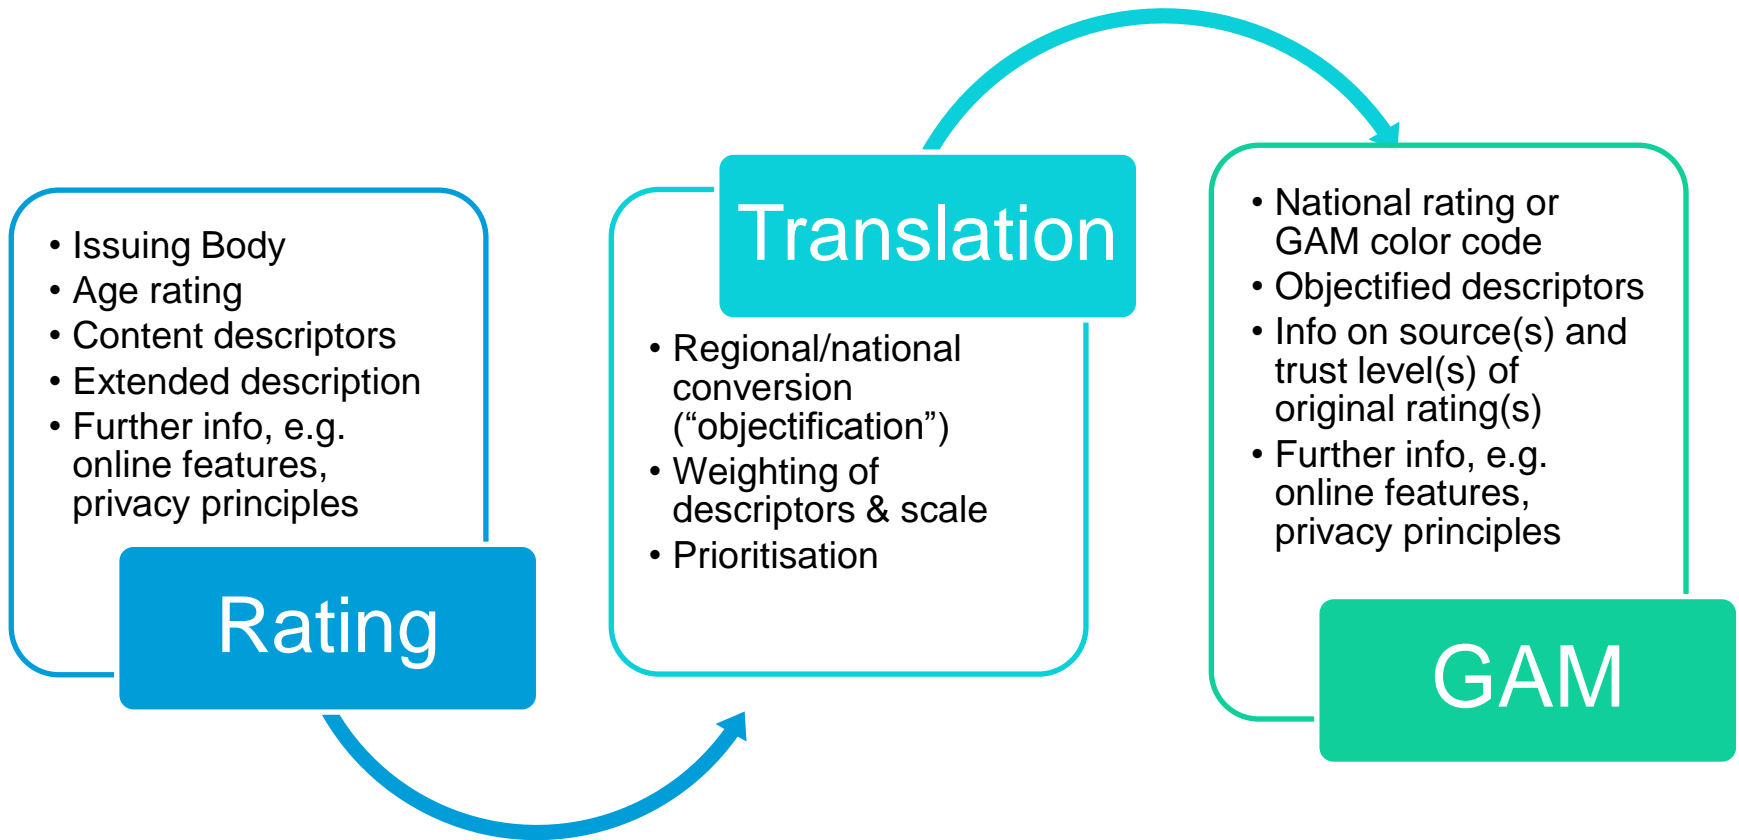 • Issuing Body
• Age rating
• Content descriptors
• Extended description
• Further info, e.g.
online features,
privacy principles
Rating
Translation
• Regional/national
conversion
(“objectification”)
• Weighting of
descriptors & scale
• Prioritisation
• National rating or
GAM color code
• Objectified descriptors
• Info on source(s) and
trust level(s) of
original rating(s)
• Further info, e.g.
online features,
privacy principles
GAM